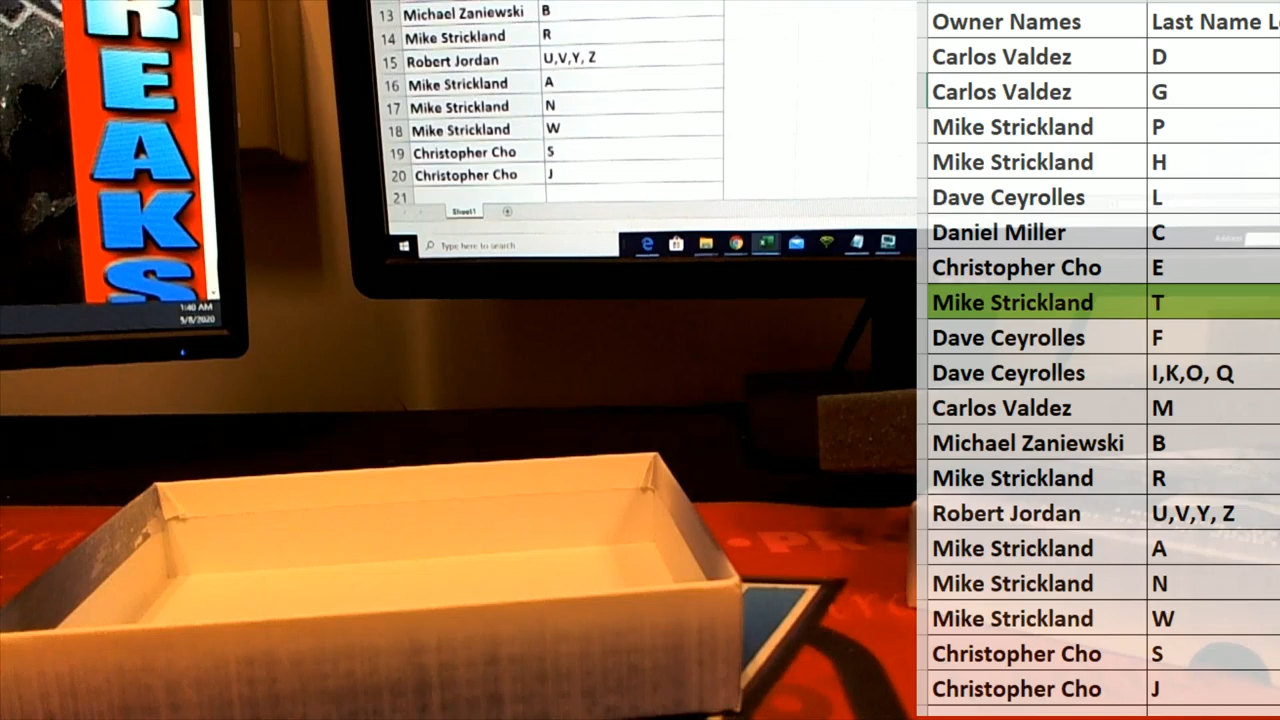 REAKS
1:40 AM
5/8/2020
13 Michael Zaniewski B
14 Mike Strickland R
15 Robert Jordan U,V,Y, Z
16 Mike Strickland A
17 Mike Strickland N
18 Mike Strickland W
19 Christopher Cho S
20 Christopher Cho J
21
Sheet1
Type here to search
Owner Names Last Name
Carlos Valdez D
Carlos Valdez G
Mike Strickland P
Mike Strickland H
Dave Ceyrolles L
Daniel Miller C
Christopher Cho E
Mike Strickland T
Dave Ceyrolles F
Dave Ceyrolles I,K,O, Q
Carlos Valdez M
Michael Zaniewski B
Mike Strickland R
Robert Jordan U,V,Y, Z
Mike Strickland A
Mike Strickland N
Mike Strickland W
Christopher Cho S
Christopher Cho J